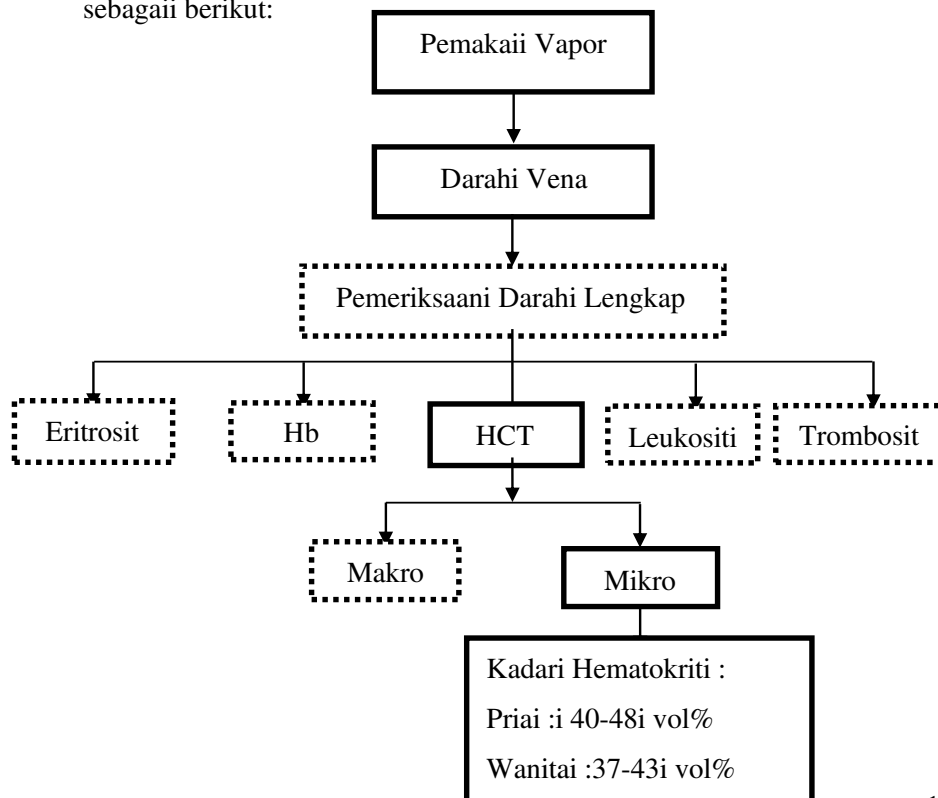 sebagaii berikut:
Pemakaii Vapor
Darahi Vena
Pemeriksaani Darahi Lengkap
Eritrosit
Hb
HCT
Leukositi
Trombosit
Makro
Mikro
Kadari Hematokriti :
Priai :i 40-48i vol%
Wanitai :37-43i vol%